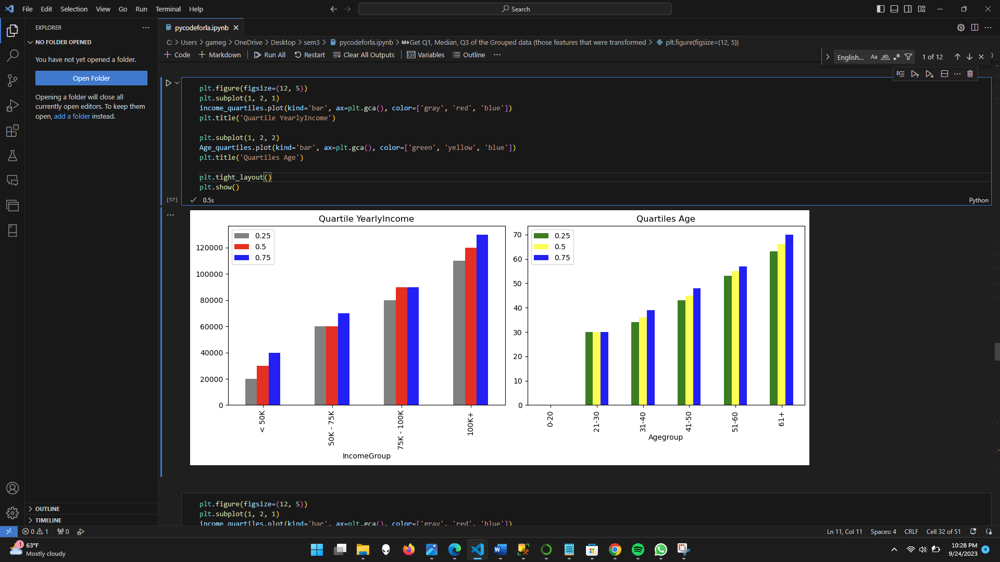 File Edit Selection View Go Run Terminal Help
Search
EXPLORER
NO FOLDER OPENED
You have not yet opened a folder.
Open Folder
Opening a folder will close all
currently open editors. To keep them
open, add a folder instead.
OUTLINE
TIMELINE
pycodeforla.ipynb
C: > Users > gameg > OneDrive > Desktop > sem3 > pycodeforla.ipynb > M↓Get Q1, Median, Q3 of the Grouped data (those features that were transformed > plt.figure(figsize=(12, 5))
+ Code + Markdown Run All Restart Clear All Outputs Variables Outline ...
English... Aa ab .* 1 of 12
plt.figure(figsize=(12, 5))
plt.subplot(1, 2, 1)
income_quartiles.plot(kind='bar', ax=plt.gca(), color=['gray', 'red', 'blue'])
plt.title('Quartile YearlyIncome')
plt.subplot(1, 2, 2)
Age_quartiles.plot(kind='bar', ax=plt.gca(), color=['green', 'yellow', 'blue'])
plt.title('Quartiles Age')
plt.tight_layout()
plt.show()
[57] 0.5s Python
Quartile YearlyIncome
0.25
0.5
0.75
120000
100000
80000
60000
40000
20000
0
< 50K
50K - 75K
75K - 100K
100K+
IncomeGroup
Quartiles Age
0.25
0.5
0.75
70
60
50
40
30
20
10
0
0-20
21-30
31-40
41-50
51-60
61+
Agegroup
plt.figure(figsize=(12, 5))
plt.subplot(1, 2, 1)
income_quartiles.plot(kind='bar', ax=plt.gca(), color=['gray', 'red', 'blue'])
0 1 0
Ln 11, Col 11 Spaces: 4 CRLF Cell 32 of 51
1
63°F
Mostly cloudy
10:28 PM
9/24/2023
4